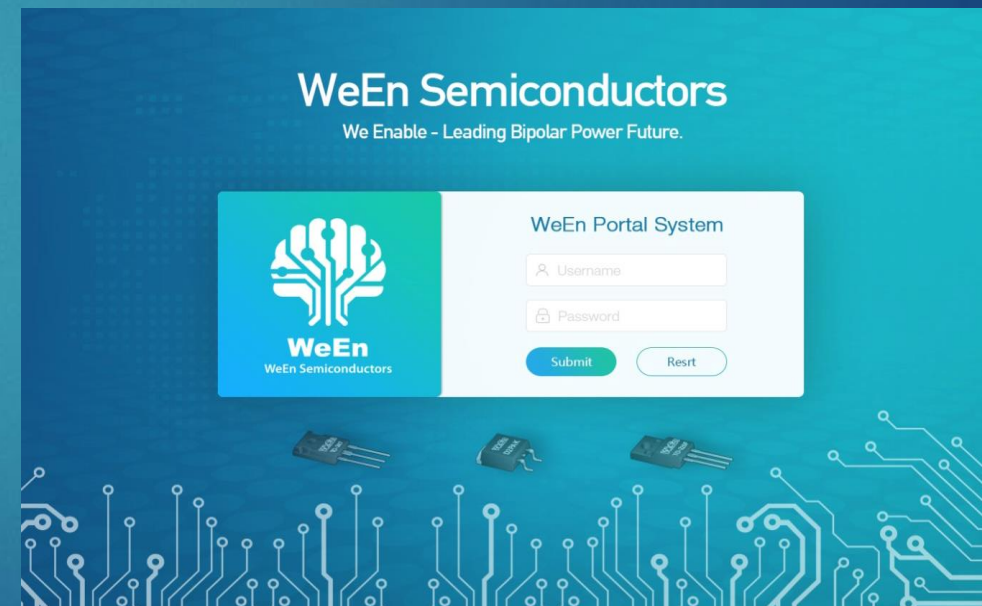 WeEn Semiconductors
We Enable - Leading Bipolar Power Future.
WeEn Portal System
Username
Password
Submit
Resrt
WeEn
WeEn Semiconductors